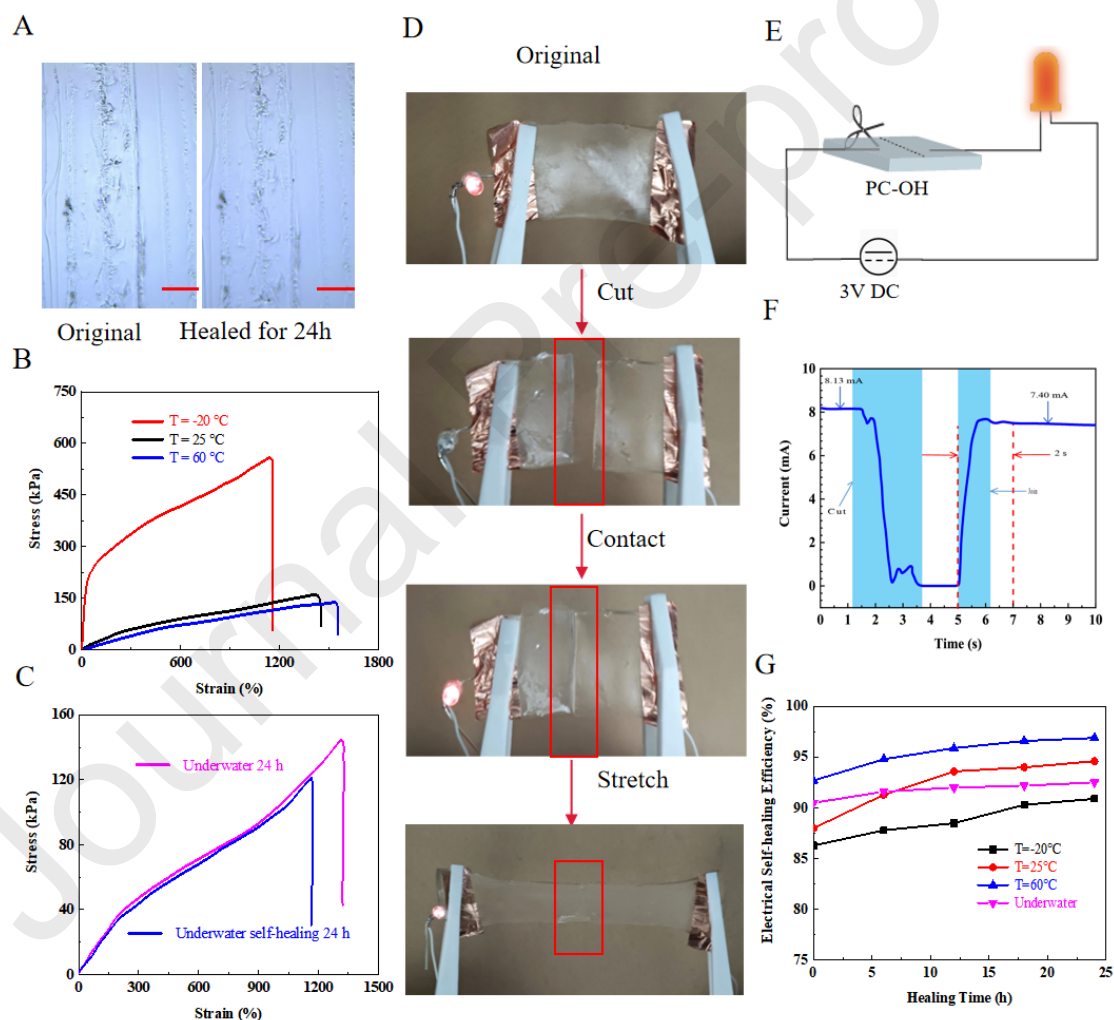 A
Original
Healed for 24h
B
750
600
450
300
150
0
Stress (kPa)
T = -20 °C
T = 25 °C
T = 60 °C
0
600
1200
1800
Strain (%)
C
160
120
80
40
0
Stress (kPa)
Underwater 24 h
Underwater self-healing 24 h
0
300
600
900
1200
1500
Strain (%)
D
Original
Cut
Contact
Stretch
E
PC-OH
3V DC
F
10
8
6
4
2
0
Current (mA)
8.13 mA
7.40 mA
2 s
Cut
0
1
2
3
4
5
6
7
8
9
10
Time (s)
G
100
95
90
85
80
75
Electrical Self-healing Efficiency (%)
T=-20°C
T=25°C
T=60°C
Underwater
0
5
10
15
20
25
Healing Time (h)
Journal Pre-pro